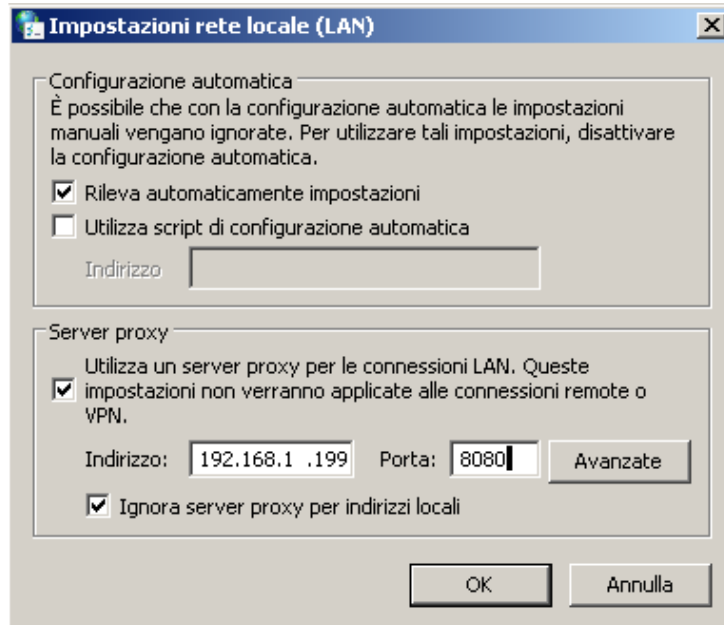 Impostazioni rete locale (LAN)
Configurazione automatica
È possibile che con la configurazione automatica le impostazioni
manuali vengano ignorate. Per utilizzare tali impostazioni, disattivare
la configurazione automatica.
Rileva automaticamente impostazioni
Utilizza script di configurazione automatica
Indirizzo
Server proxy
Utilizza un server proxy per le connessioni LAN. Queste
impostazioni non verranno applicate alle connessioni remote o
VPN.
Indirizzo: 192.168.1 .199 Porta: 8080 Avanzate
Ignora server proxy per indirizzi locali
OK Annulla